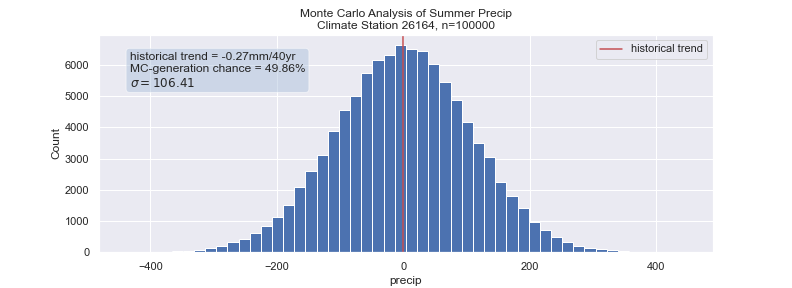 Monte Carlo Analysis of Summer Precip
Climate Station 26164, n=100000
historical trend = -0.27mm/40yr
MC-generation chance = 49.86%
σ = 106.41
historical trend
Count
6000
5000
4000
3000
2000
1000
0
−400
−200
0
200
400
precip